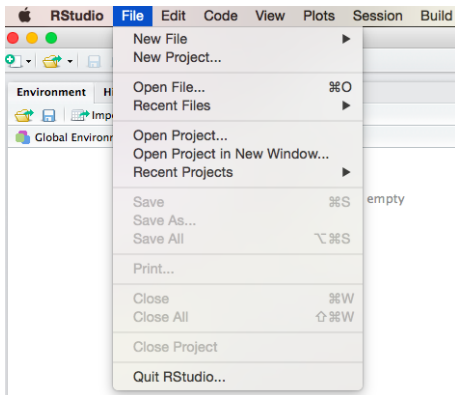 RStudio File Edit Code View Plots Session Build
New File
New Project...
Environment
Open File... ⌘O
Recent Files
Global Environ
Open Project...
Open Project in New Window...
Recent Projects
empty
Save ⌘S
Save As...
Save All ⌥⌘S
Print...
Close ⌘W
Close All ⇧⌘W
Close Project
Quit RStudio...